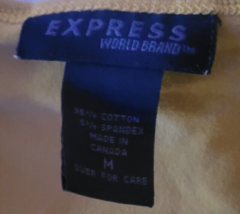 EXPRESS
WORLD BRAND™
95% COTTON
5% SPANDEX
MADE IN
CANADA
M
OVER FOR CARE